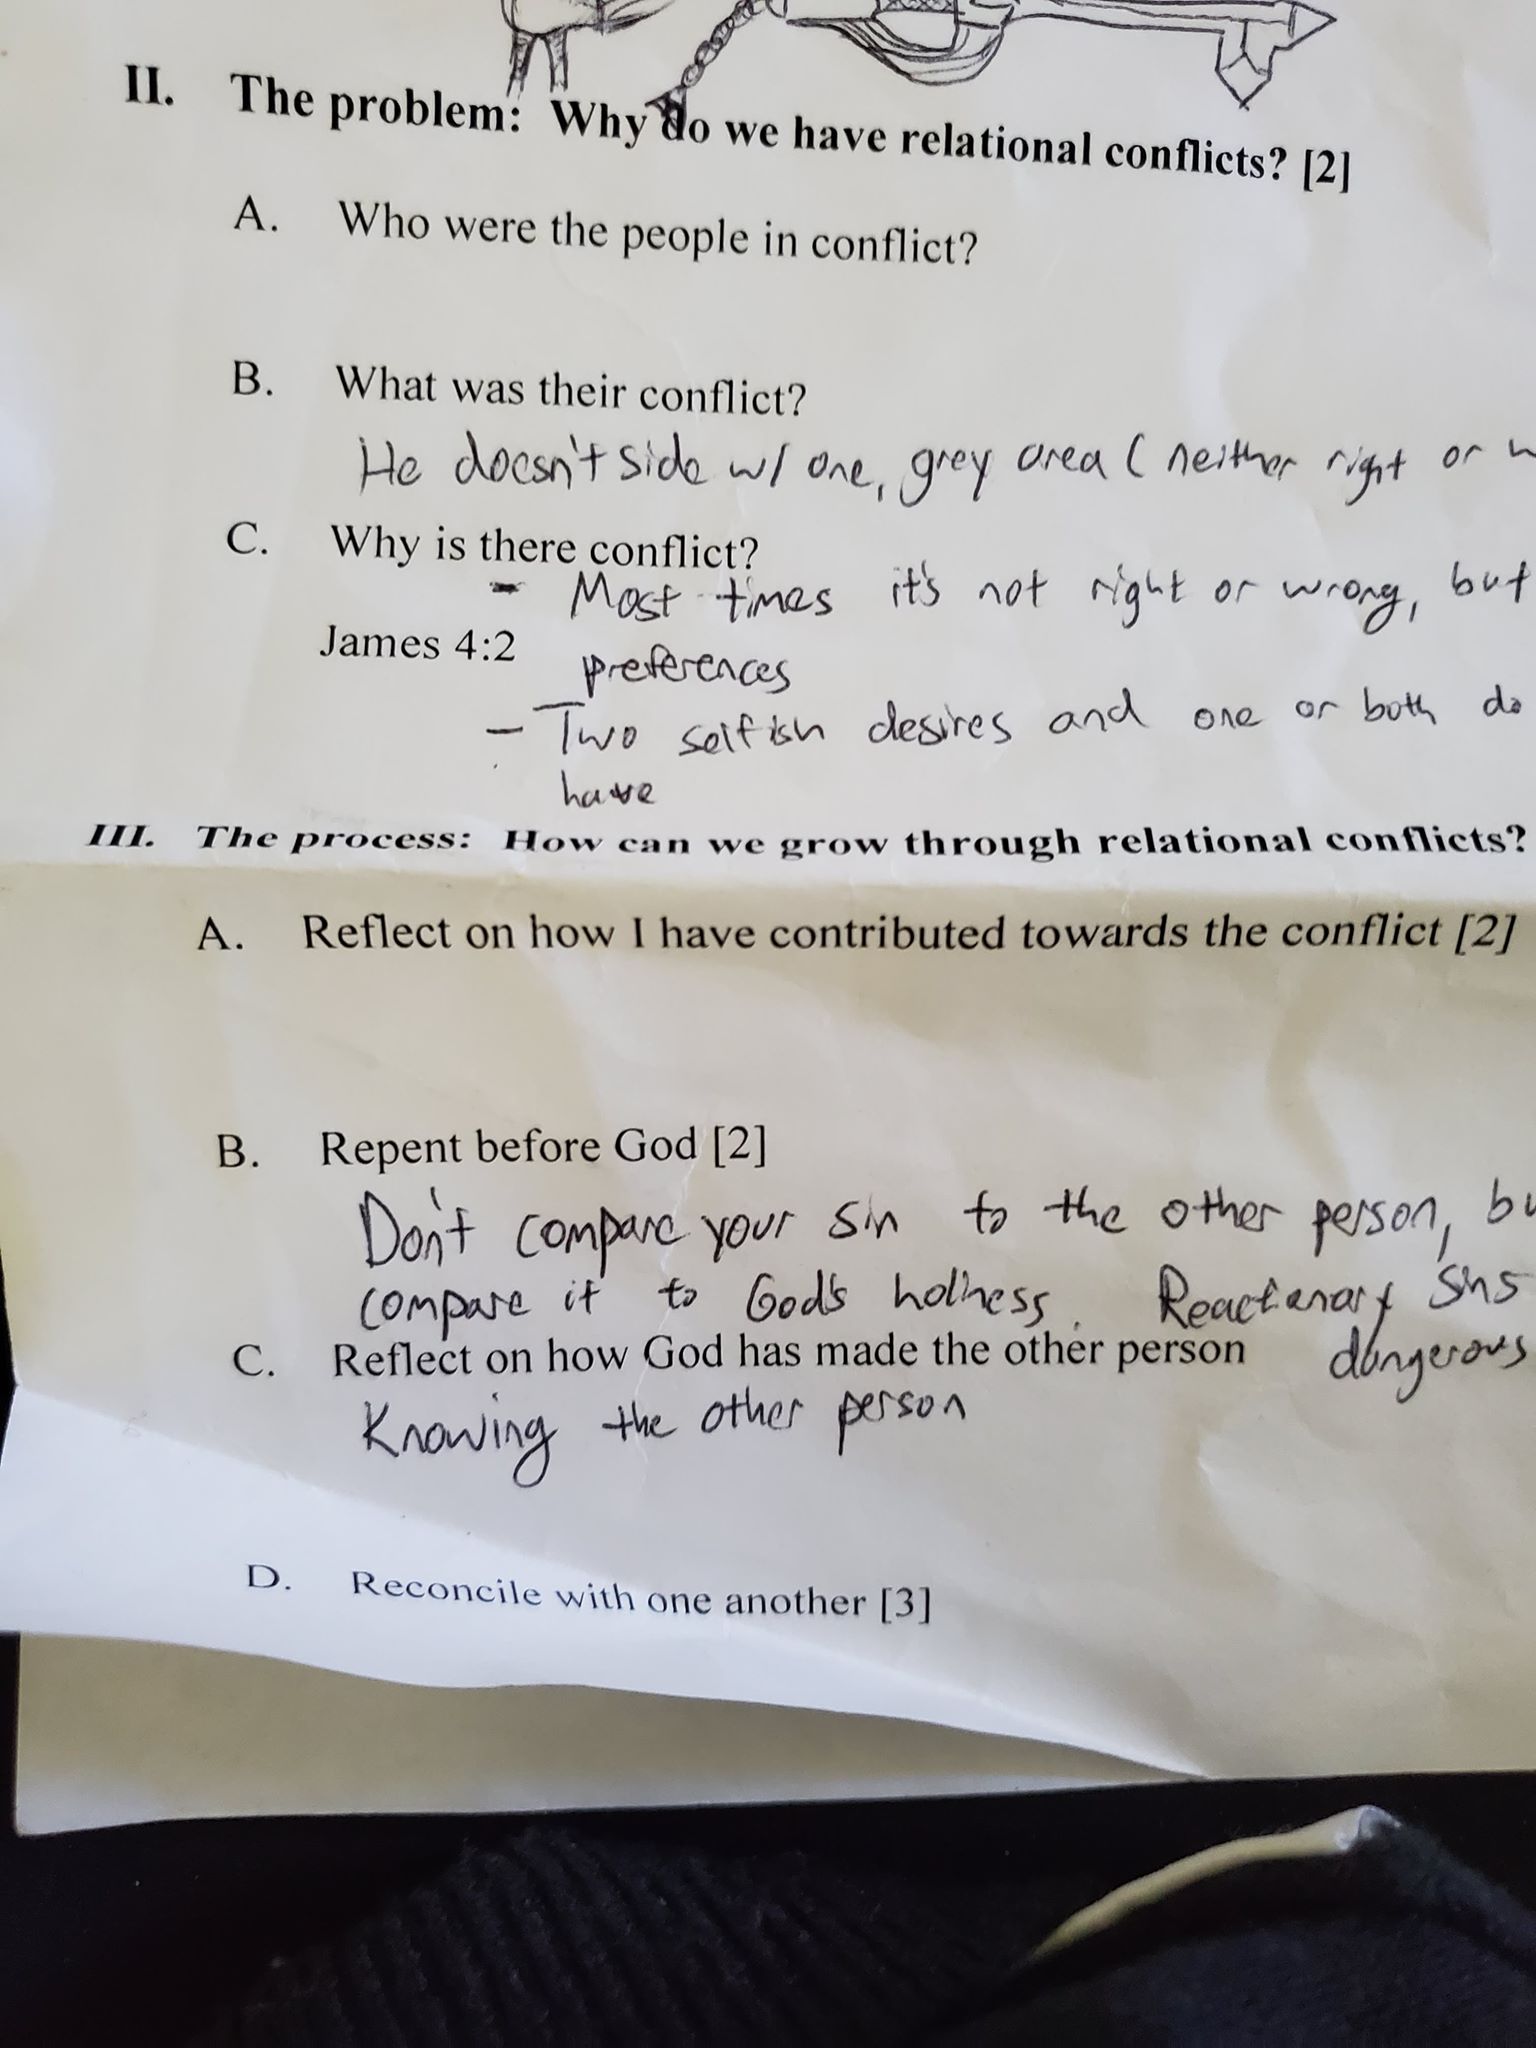 II. The problem: Why do we have relational conflicts? [2]
A. Who were the people in conflict?
B. What was their conflict?
He doesn't side w/ one, grey area ( neither right or
C. Why is there conflict?
- Most times it's not right or wrong, but
James 4:2 preferences
- Two selfish desires and one or both do
have
III. The process: How can we grow through relational conflicts?
A. Reflect on how I have contributed towards the conflict [2]
B. Repent before God [2]
Don't compare your sin to the other person,
compare it to God's holiness. Reactionary sins
C. Reflect on how God has made the other person dangerous
Knowing the other person
D. Reconcile with one another [3]